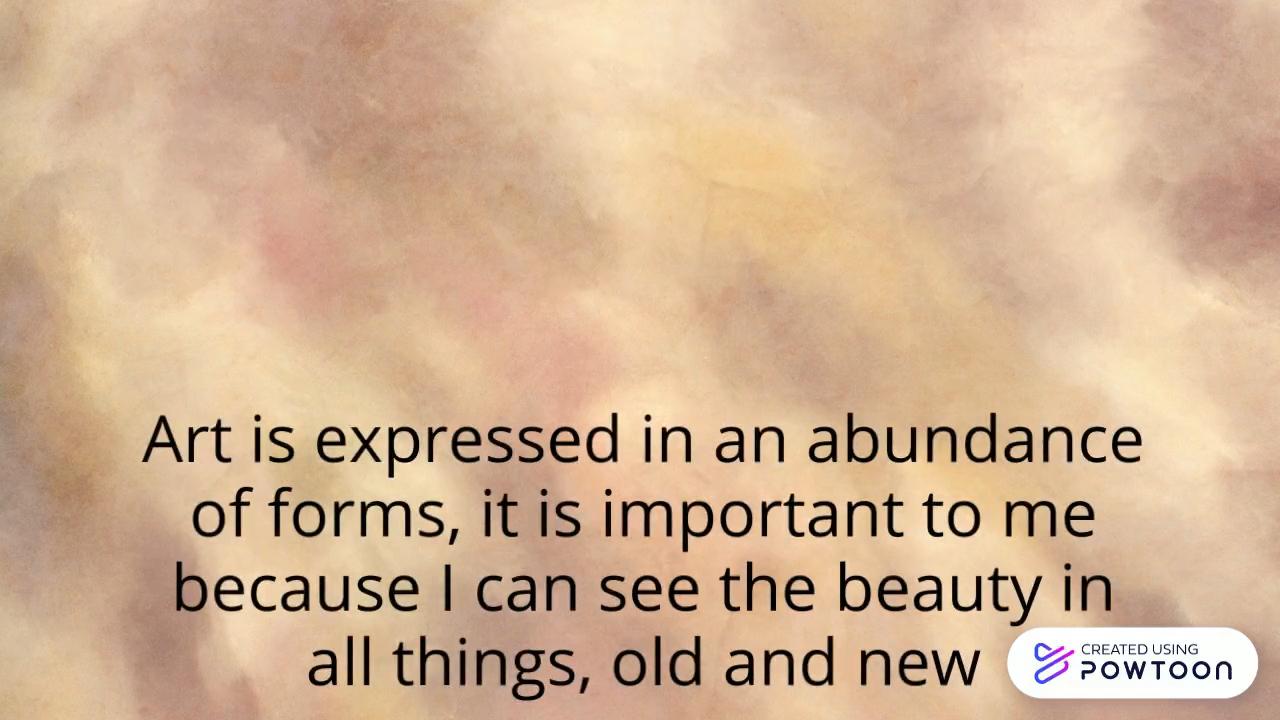 Art is expressed in an abundance
of forms, it is important to me
because I can see the beauty in
all things, old and new
CREATED USING
POWTOON